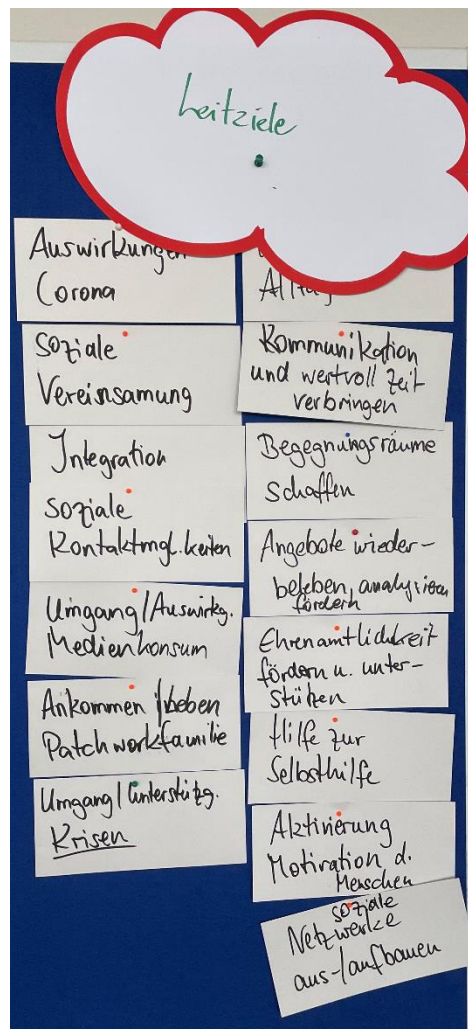 Leitziele
Auswirkungen
Corona
Soziale
Vereinsamung
Integration
soziale
Kontaktmgl.keiten
Umgang/Auswirkg.
Medienkonsum
Ankommen i/Leben
Patchworkfamilie
Umgang/Unterstützg.
Krisen
Alltag
Kommunikation
und wertvoll Zeit
verbringen
Begegnungsräume
schaffen
Angebote wieder-
beleben, analysieren
fördern
Ehrenamtlichkeit
fördern u. unter-
stützen
Hilfe zur
Selbsthilfe
Aktivierung
Motivation d.
Menschen
soziale
Netzwerke
aus-/aufbauen